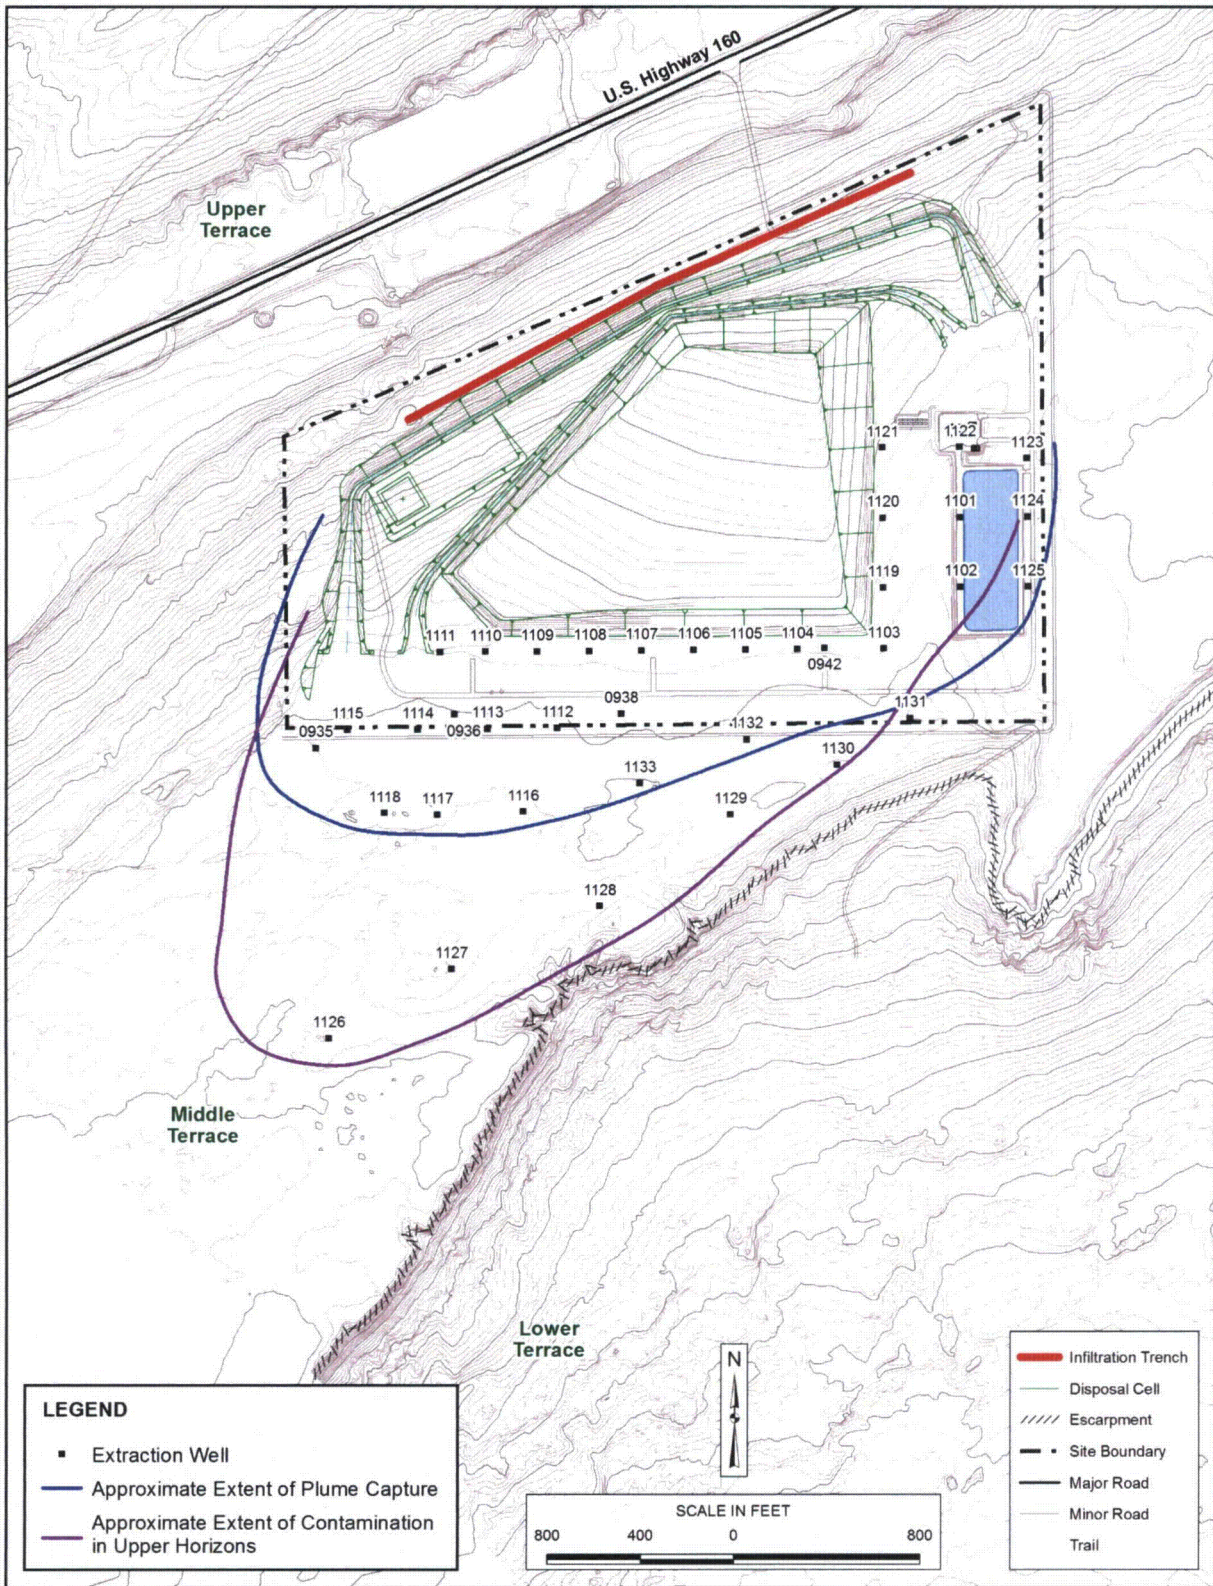 U.S. Highway 160
Upper
Terrace
1121
1122
1123
1120
1101
1124
1119
1102
1125
1111
1110
1109
1108
1107
1106
1105
1104
1103
0942
0938
1131
0935
1115
1114
0936
1113
1112
1132
1130
1133
1118
1117
1116
1129
1128
1127
1126
Middle
Terrace
Lower
Terrace
N
LEGEND
Extraction Well
Approximate Extent of Plume Capture
Approximate Extent of Contamination
in Upper Horizons
SCALE IN FEET
800 400 0 800
Infiltration Trench
Disposal Cell
Escarpment
Site Boundary
Major Road
Minor Road
Trail